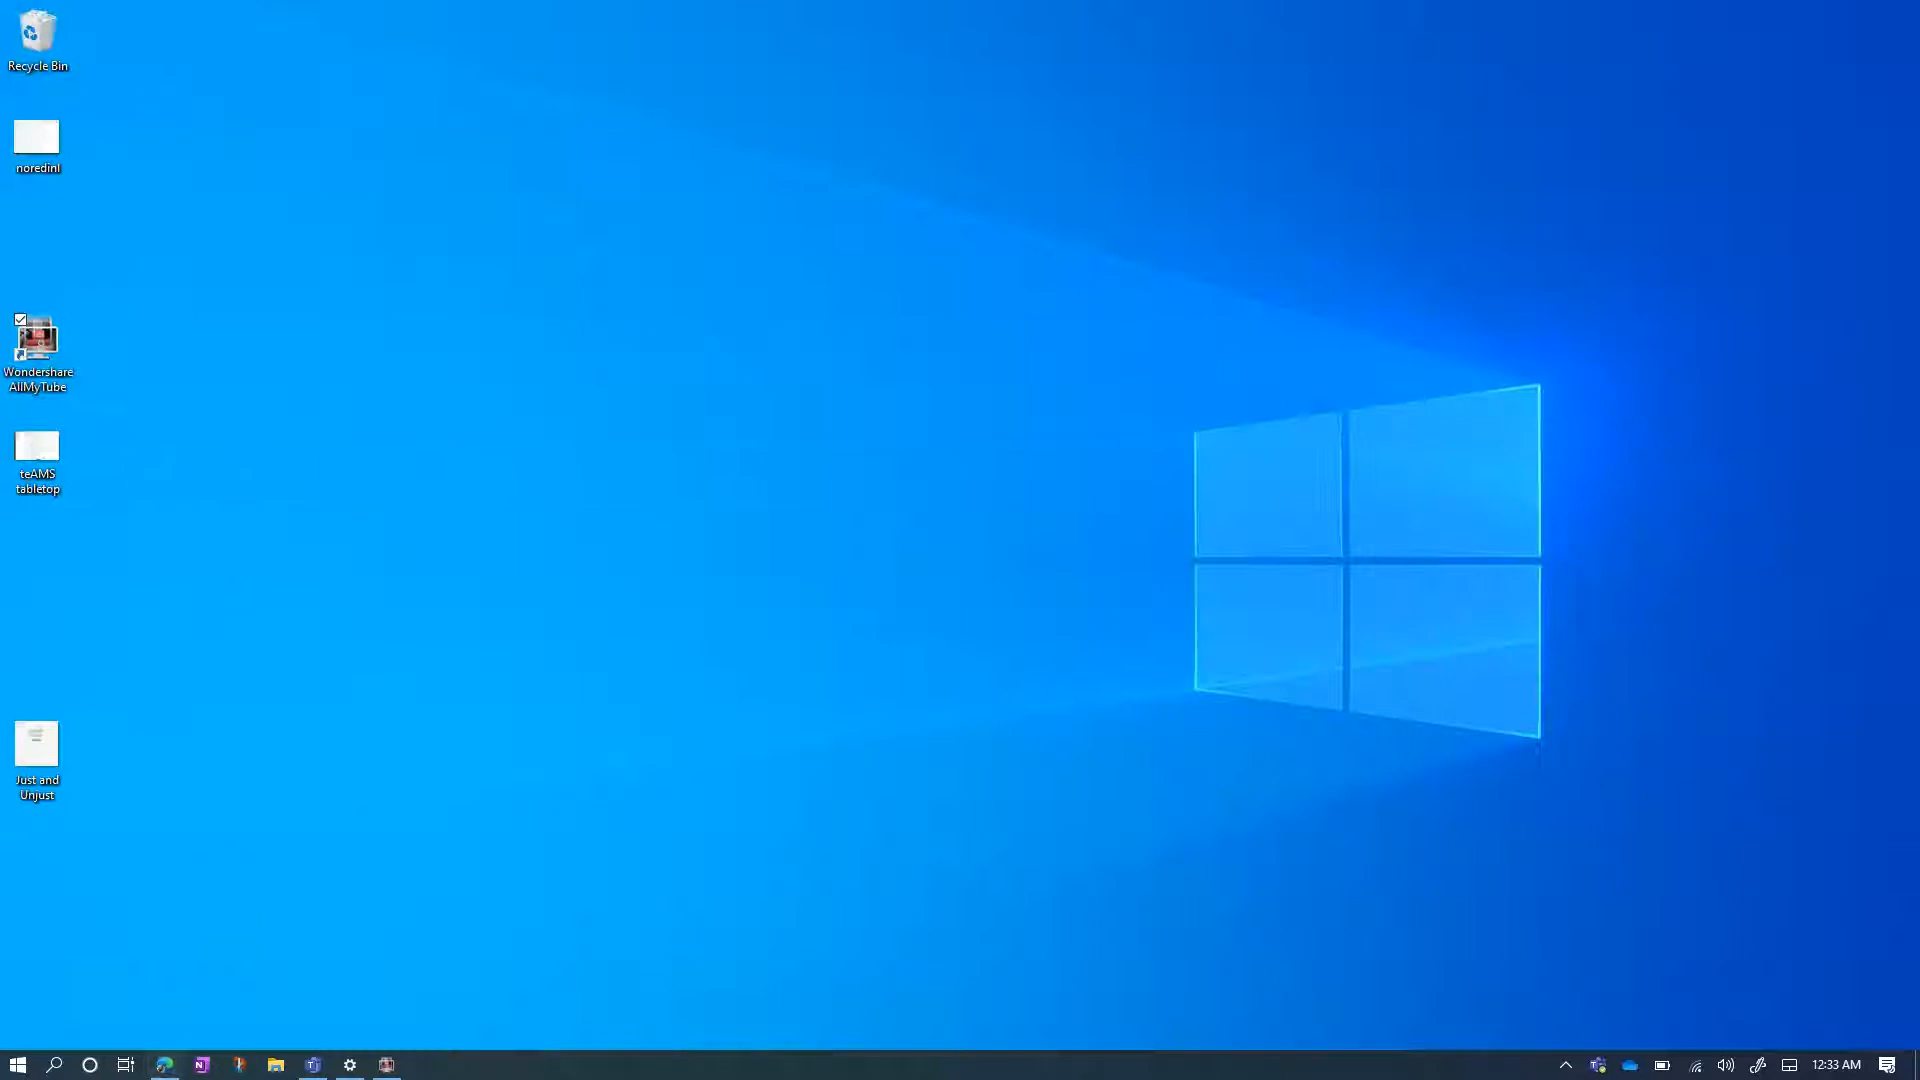 Recycle Bin
noredinl
Wondershare
AllMyTube
teAMS
tabletop
Just and
Unjust
12:33 AM